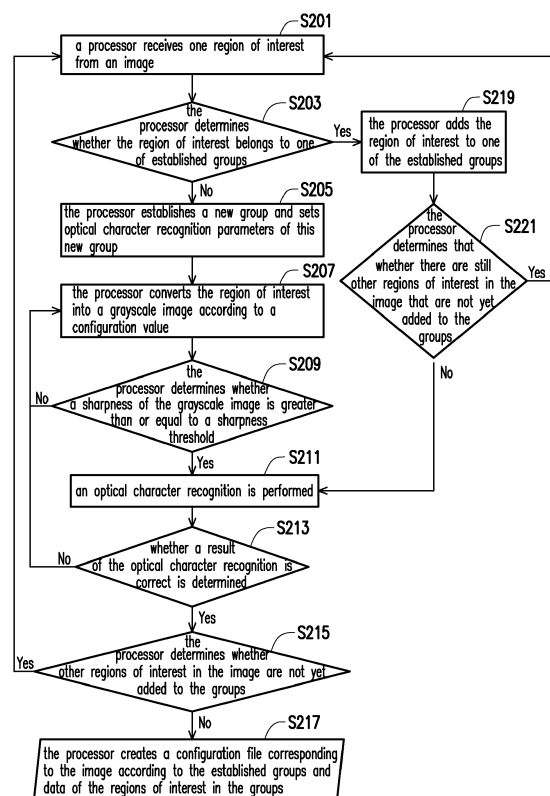 S201
a processor receives one region of interest
from an image
S203
the
processor determines
whether the region of interest belongs to one
of established groups
Yes
No
S219
the processor adds the
region of interest to one
of the established groups
S205
the processor establishes a new group and sets
optical character recognition parameters of this
new group
S221
the
processor
determines that
whether there are still
other regions of interest in the
image that are not yet
added to the
groups
Yes
No
S207
the processor converts the region of interest
into a grayscale image according to a
configuration value
S209
the
processor determines whether
a sharpness of the grayscale image is greater
than or equal to a sharpness
threshold
No
Yes
S211
an optical character recognition is performed
S213
whether a result
of the optical character recognition is
correct is determined
No
Yes
S215
the
processor determines whether
other regions of interest in the image are not yet
added to the groups
Yes
No
S217
the processor creates a configuration file corresponding
to the image according to the established groups and
data of the regions of interest in the groups